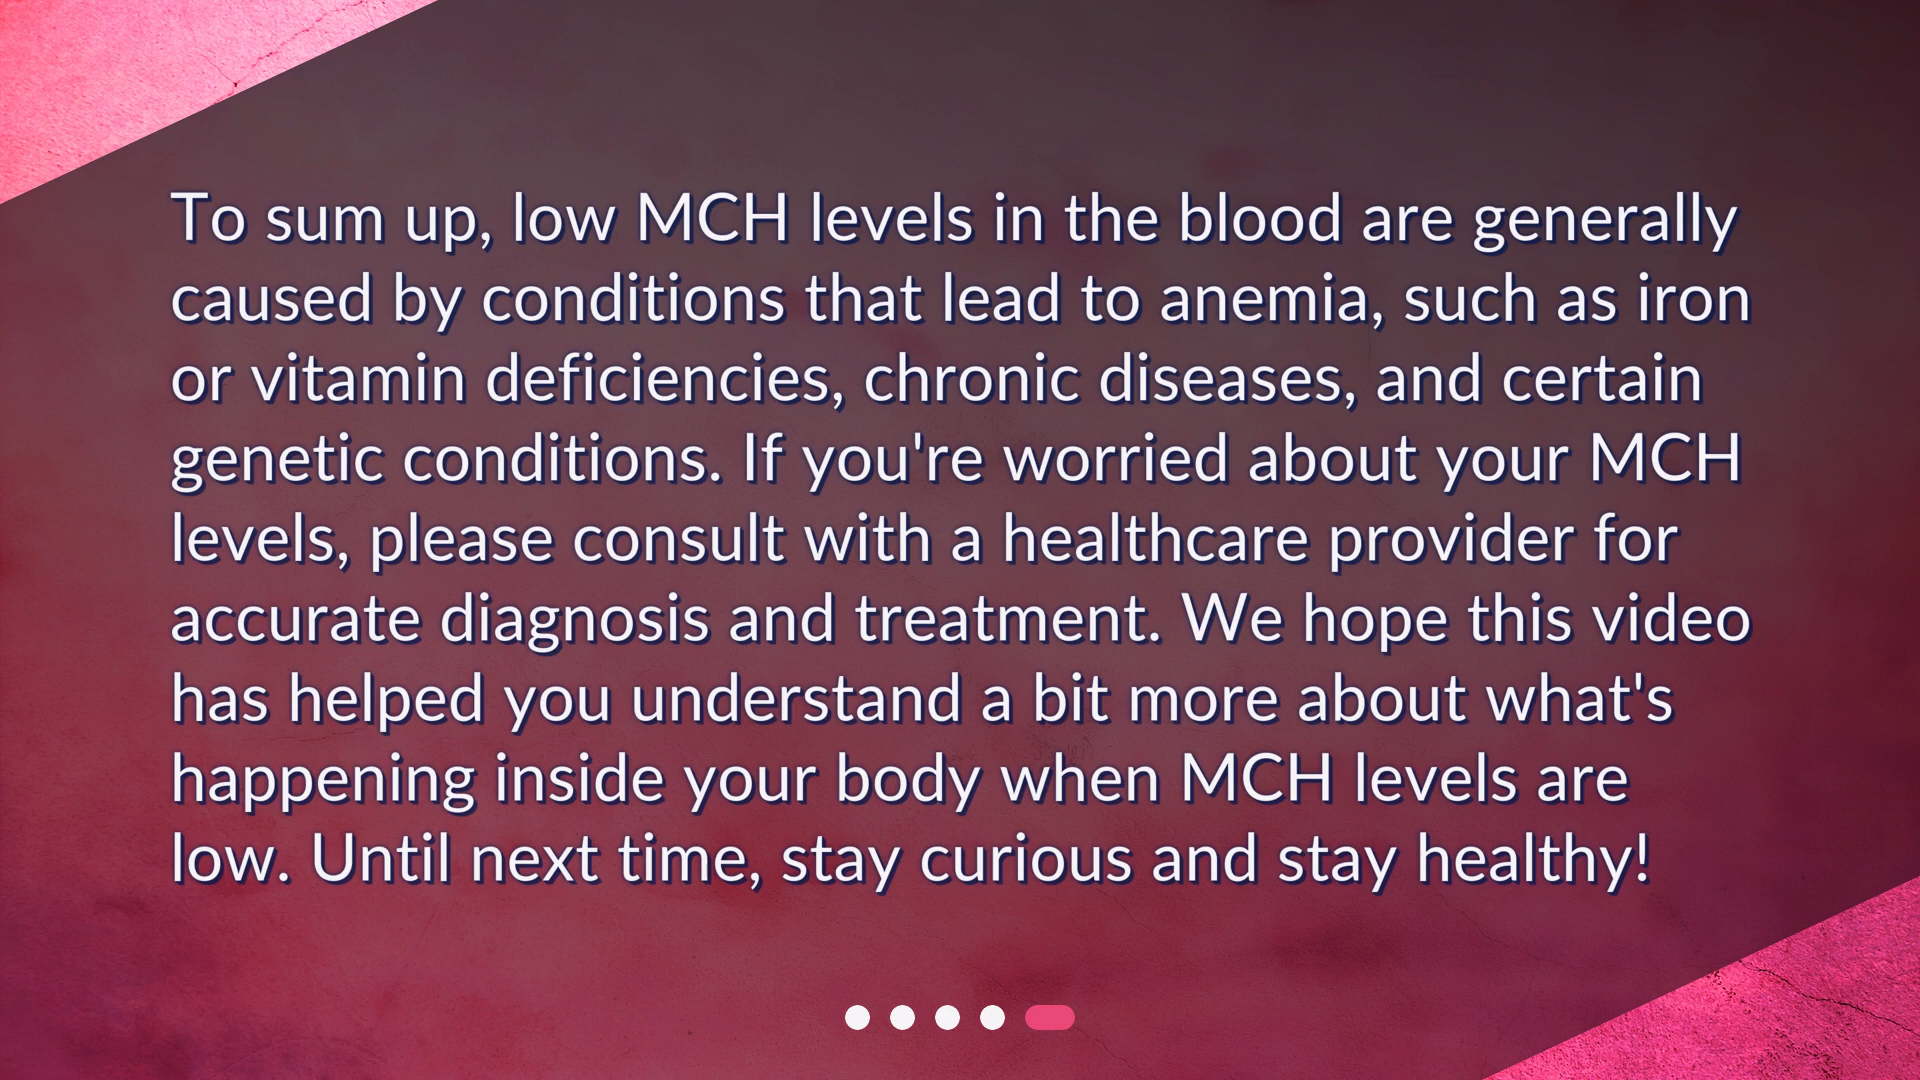 To sum up, low MCH levels in the blood are generally
caused by conditions that lead to anemia, such as iron
or vitamin deficiencies, chronic diseases, and certain
genetic conditions. If you're worried about your MCH
levels, please consult with a healthcare provider for
accurate diagnosis and treatment. We hope this video
has helped you understand a bit more about what's
happening inside your body when MCH levels are
low. Until next time, stay curious and stay healthy!